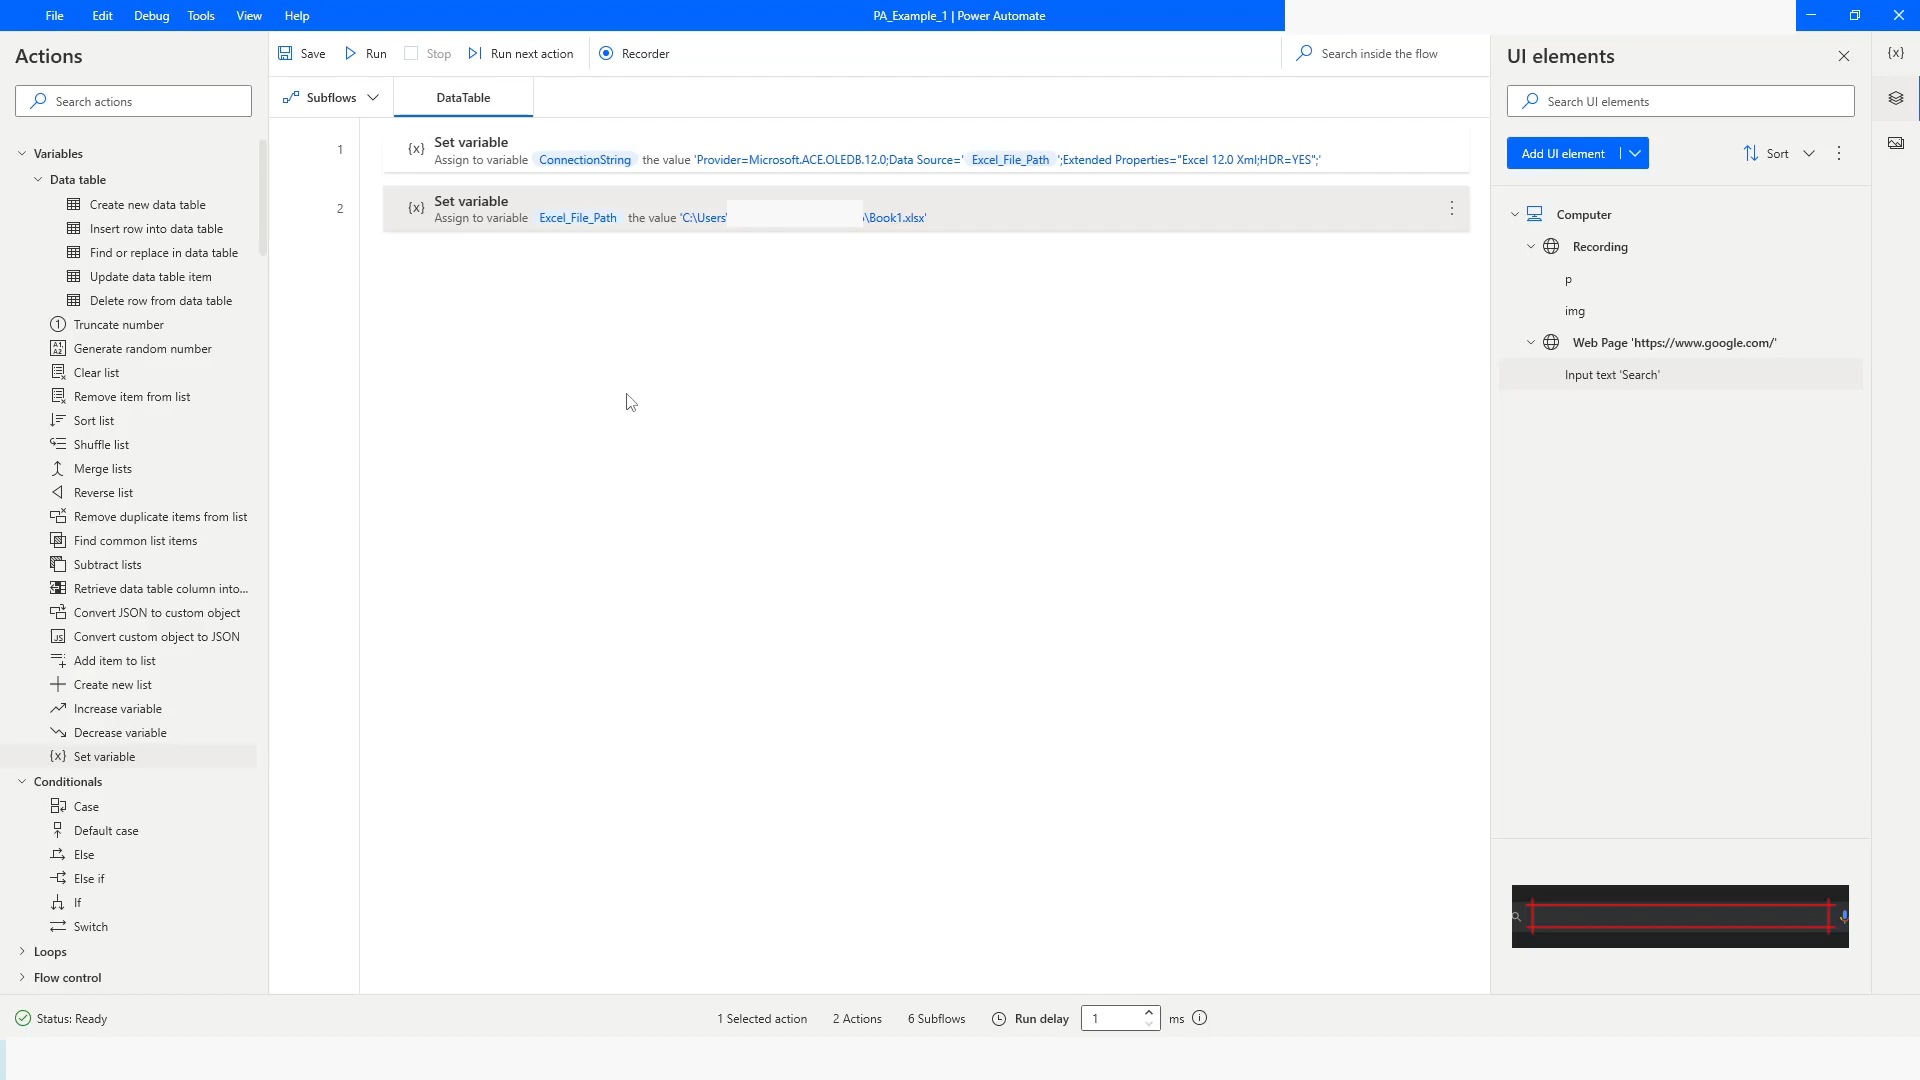 File Edit Debug Tools View Help PA_Example_1 | Power Automate
Actions
Search actions
Variables
Data table
Create new data table
Insert row into data table
Find or replace in data table
Update data table item
Delete row from data table
Truncate number
Generate random number
Clear list
Remove item from list
Sort list
Shuffle list
Merge lists
Reverse list
Remove duplicate items from list
Find common list items
Subtract lists
Retrieve data table column into...
Convert JSON to custom object
Convert custom object to JSON
Add item to list
Create new list
Increase variable
Decrease variable
{x} Set variable
Conditionals
Case
Default case
Else
Else if
If
Switch
Loops
Flow control
Save Run Stop Run next action Recorder Search inside the flow
Subflows DataTable
1 {x} Set variable
Assign to variable ConnectionString the value 'Provider=Microsoft.ACE.OLEDB.12.0;Data Source=' Excel_File_Path ';Extended Properties="Excel 12.0 Xml;HDR=YES";'
2 {x} Set variable
Assign to variable Excel_File_Path the value 'C:\Users \Book1.xlsx'
UI elements
{x}
Search UI elements
Add UI element Sort
Computer
Recording
p
img
Web Page 'https://www.google.com/'
Input text 'Search'
Status: Ready 1 Selected action 2 Actions 6 Subflows Run delay 1 ms